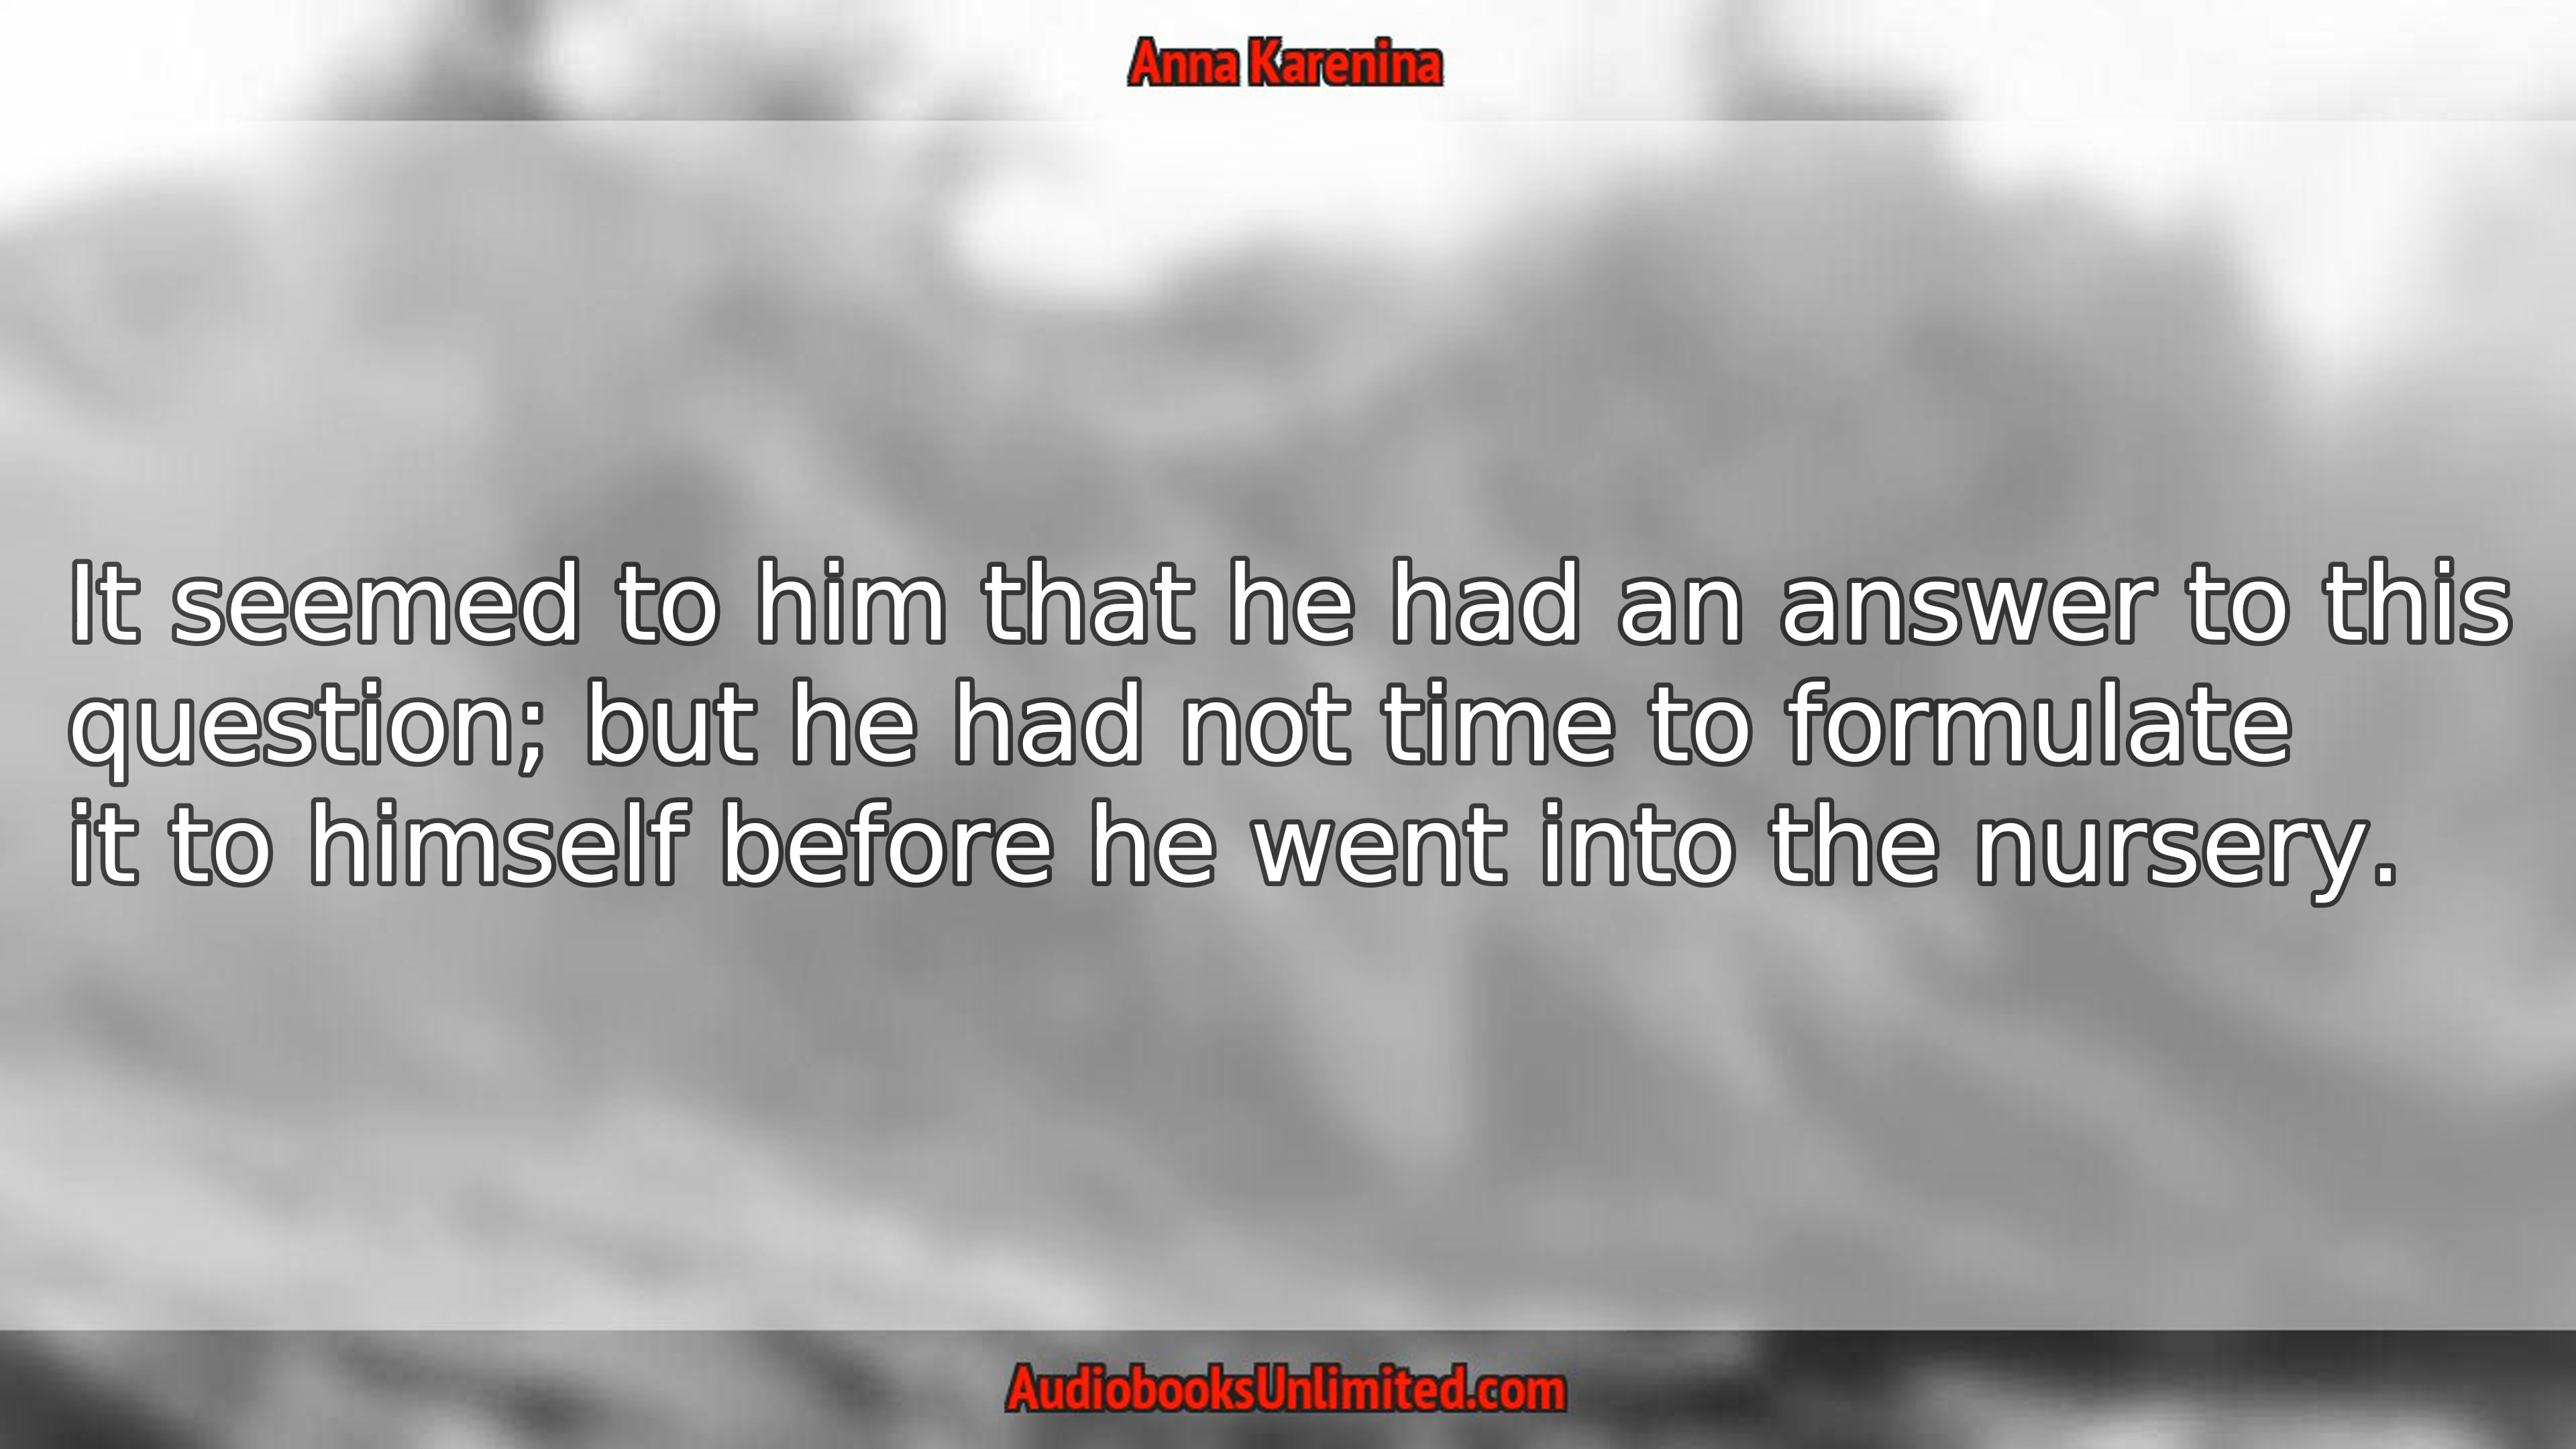 Anna Karenina
It seemed to him that he had an answer to this
question; but he had not time to formulate
it to himself before he went into the nursery.
AudiobooksUnlimited.com